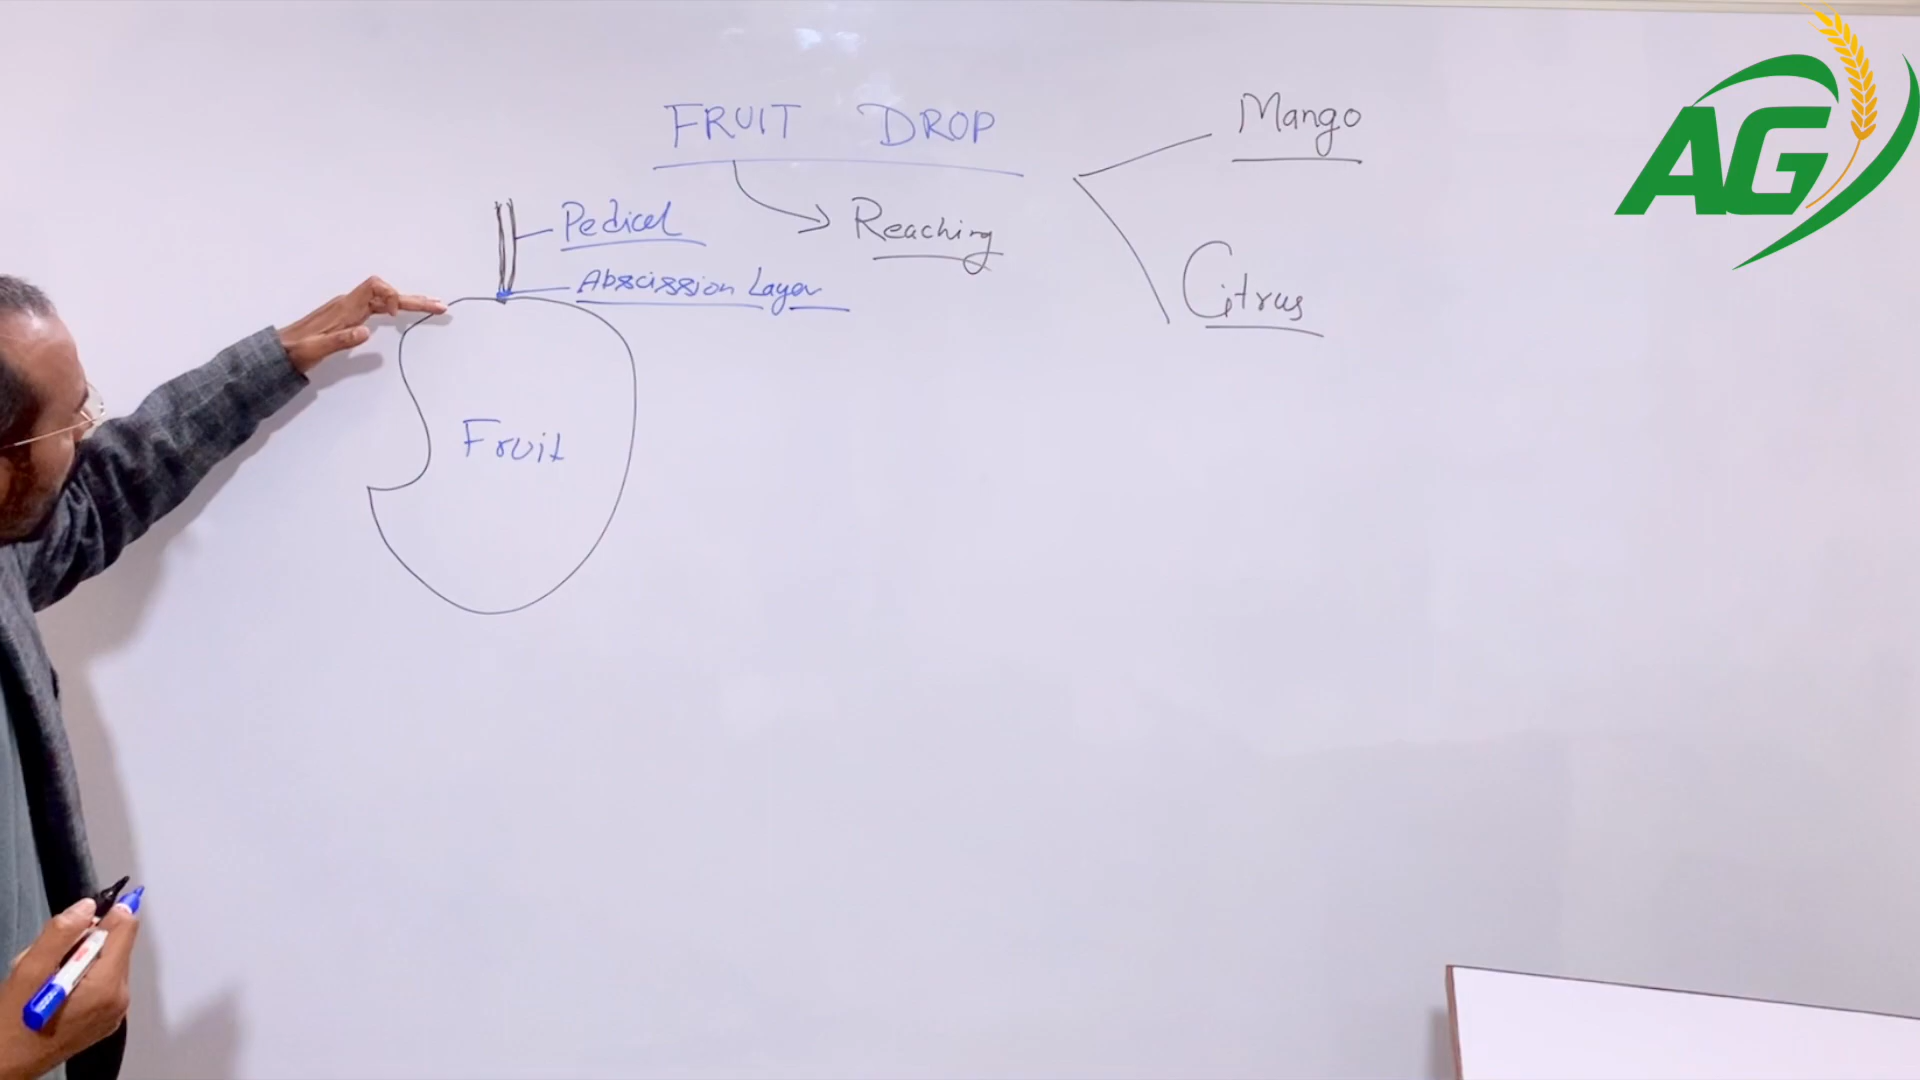 FRUIT DROP
Mango
Pedicel
Reaching
Abscission Layer
Citrus
Fruit
AG